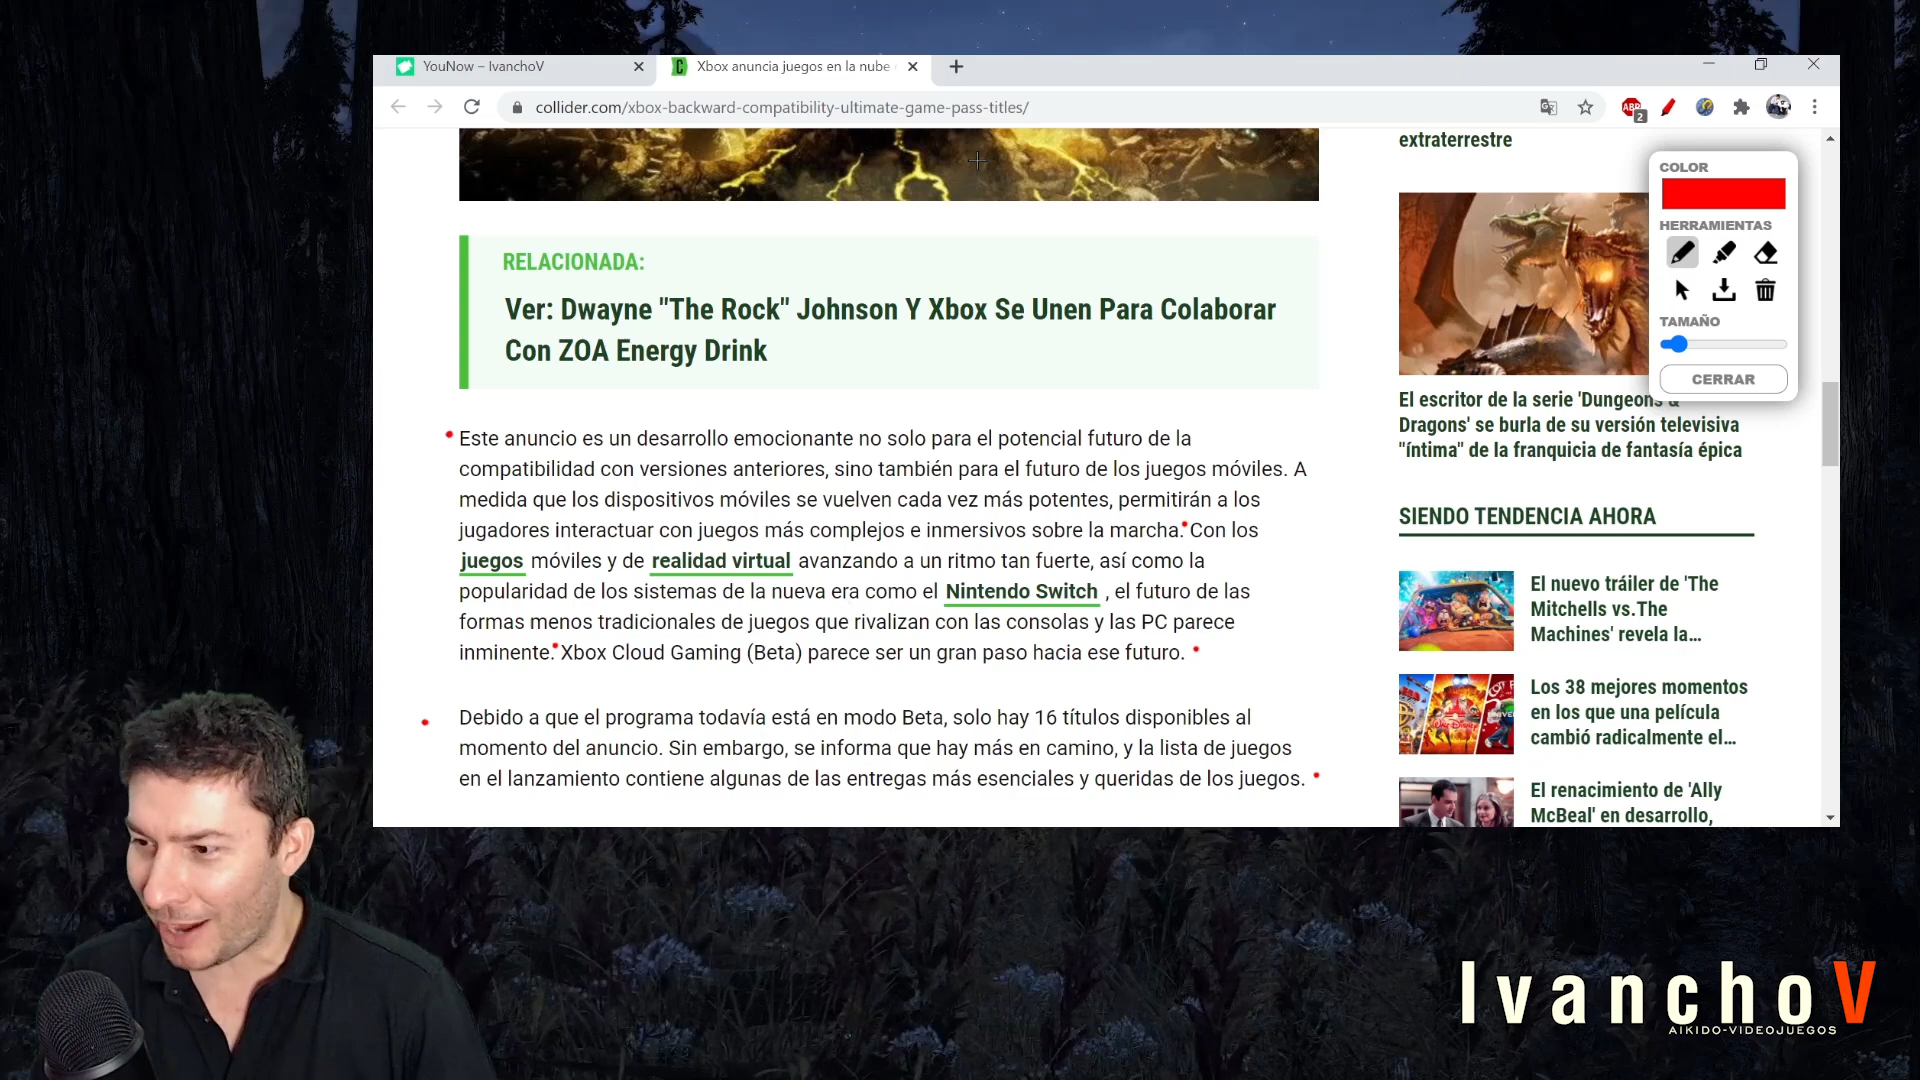 YouNow – IvanchoV
Xbox anuncia juegos en la nube
collider.com/xbox-backward-compatibility-ultimate-game-pass-titles/
ABP
2
RELACIONADA:
Ver: Dwayne "The Rock" Johnson Y Xbox Se Unen Para Colaborar
Con ZOA Energy Drink
Este anuncio es un desarrollo emocionante no solo para el potencial futuro de la
compatibilidad con versiones anteriores, sino también para el futuro de los juegos móviles. A
medida que los dispositivos móviles se vuelven cada vez más potentes, permitirán a los
jugadores interactuar con juegos más complejos e inmersivos sobre la marcha. Con los
juegos móviles y de realidad virtual avanzando a un ritmo tan fuerte, así como la
popularidad de los sistemas de la nueva era como el Nintendo Switch , el futuro de las
formas menos tradicionales de juegos que rivalizan con las consolas y las PC parece
inminente. Xbox Cloud Gaming (Beta) parece ser un gran paso hacia ese futuro.
Debido a que el programa todavía está en modo Beta, solo hay 16 títulos disponibles al
momento del anuncio. Sin embargo, se informa que hay más en camino, y la lista de juegos
en el lanzamiento contiene algunas de las entregas más esenciales y queridas de los juegos.
extraterrestre
COLOR
HERRAMIENTAS
TAMAÑO
CERRAR
El escritor de la serie 'Dungeons &
Dragons' se burla de su versión televisiva
"íntima" de la franquicia de fantasía épica
SIENDO TENDENCIA AHORA
El nuevo tráiler de 'The
Mitchells vs.The
Machines' revela la...
Los 38 mejores momentos
en los que una película
cambió radicalmente el...
El renacimiento de 'Ally
McBeal' en desarrollo,
IvanchoV
AIKIDO-VIDEOJUEGOS